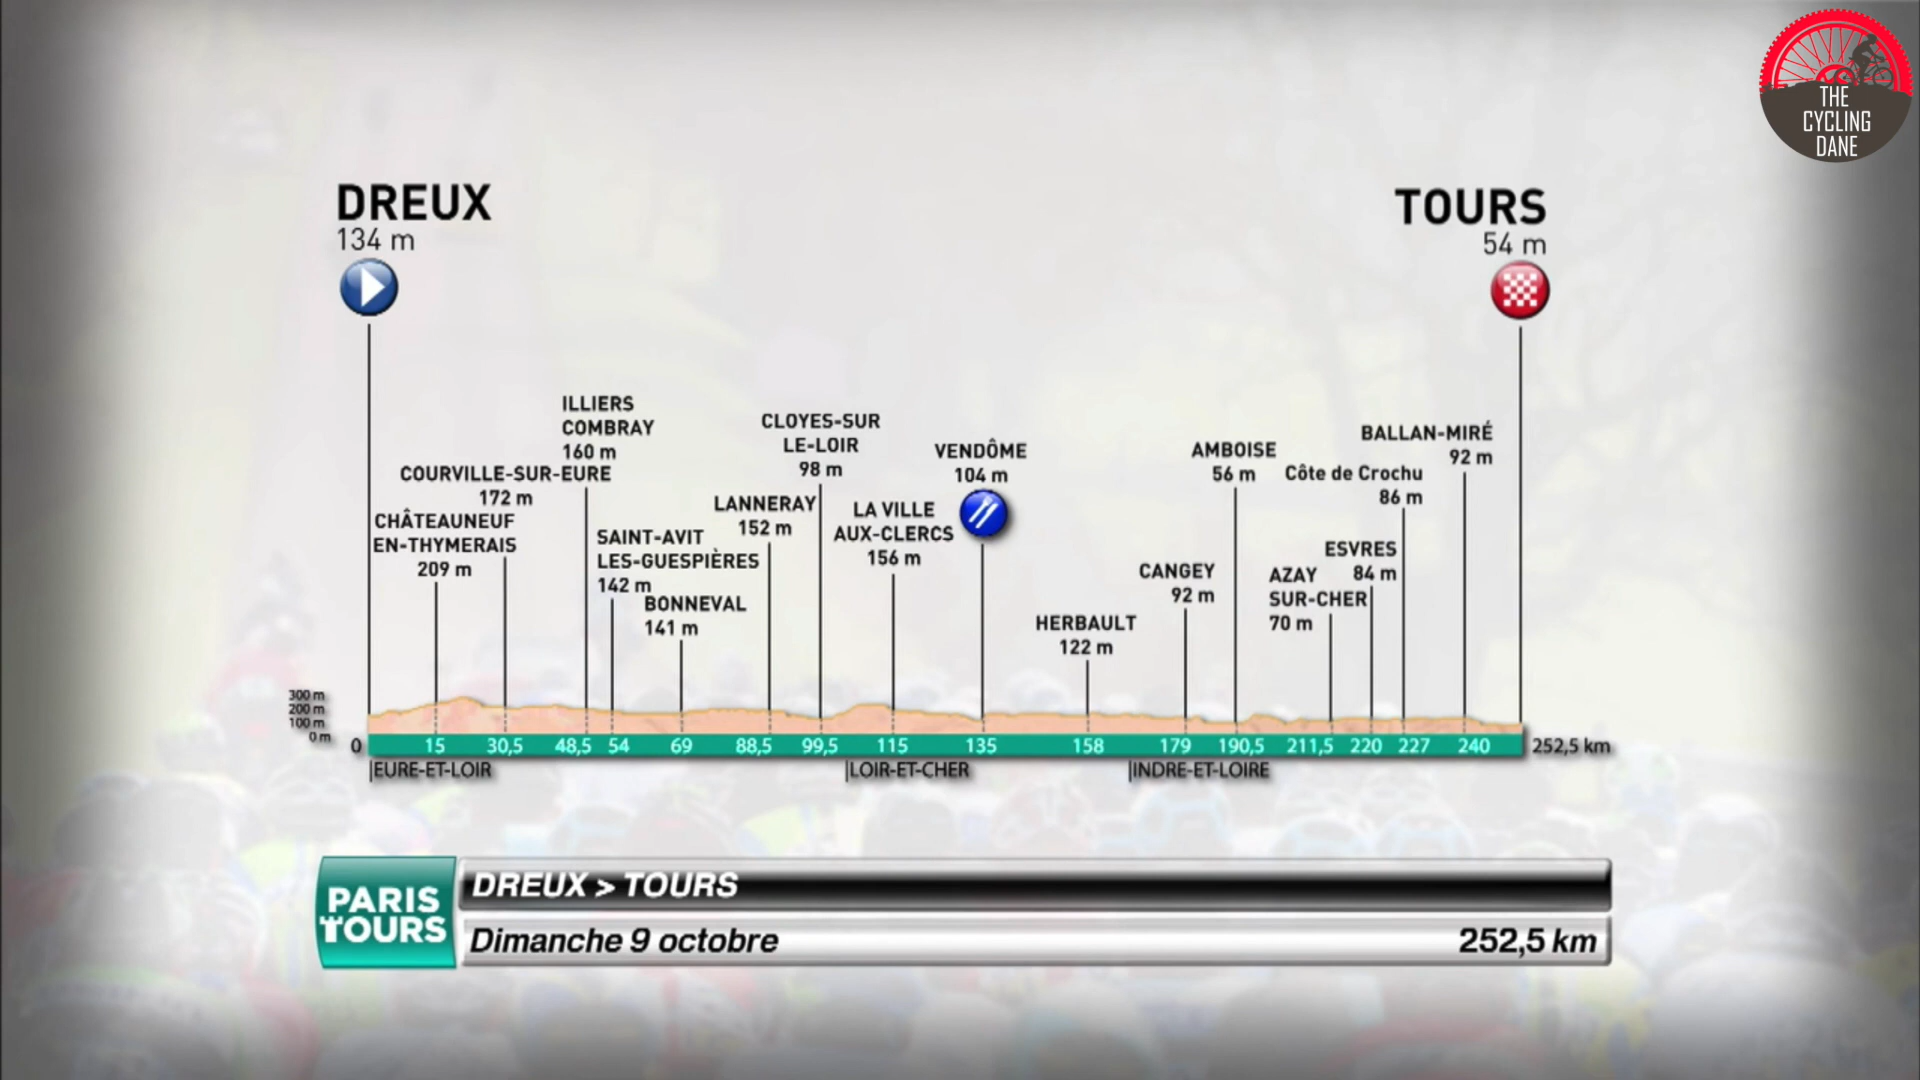 THE
CYCLING
DANE
DREUX
134 m
TOURS
54 m
ILLIERS
COMBRAY
160 m
COURVILLE-SUR-EURE
172 m
CHÂTEAUNEUF
EN-THYMERAIS
209 m
SAINT-AVIT
LES-GUESPIÈRES
142 m
BONNEVAL
141 m
LANNERAY
152 m
CLOYES-SUR
LE-LOIR
98 m
LA VILLE
AUX-CLERCS
156 m
VENDÔME
104 m
HERBAULT
122 m
CANGEY
92 m
AMBOISE
56 m
AZAY
SUR-CHER
70 m
ESVRES
84 m
Côte de Crochu
86 m
BALLAN-MIRÉ
92 m
300 m
200 m
100 m
0 m
0 15 30,5 48,5 54 69 88,5 99,5 115 135 158 179 190,5 211,5 220 227 240 252,5 km
EURE-ET-LOIR LOIR-ET-CHER INDRE-ET-LOIRE
PARIS
TOURS
DREUX > TOURS
Dimanche 9 octobre 252,5 km